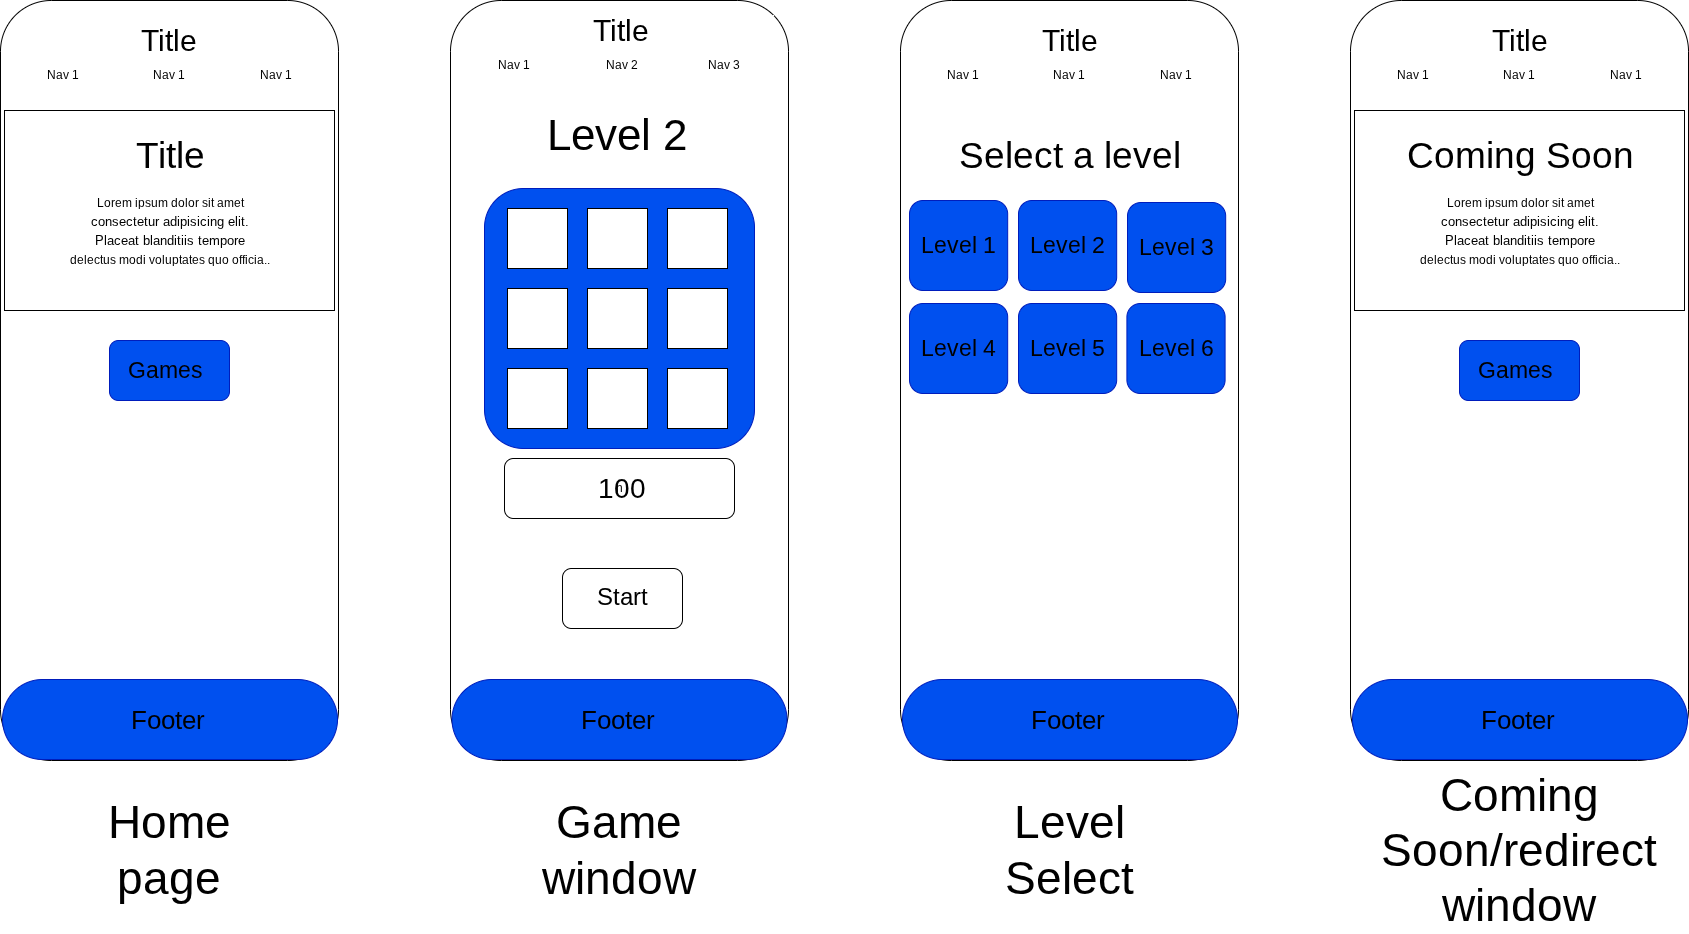 Title
Nav 1 Nav 1 Nav 1
Title
Lorem ipsum dolor sit amet
consectetur adipisicing elit.
Placeat blanditiis tempore
delectus modi voluptates quo officia..
Games
Footer
Home
page
Title
Nav 1 Nav 2 Nav 3
Level 2
100
Start
Footer
Game
window
Title
Nav 1 Nav 1 Nav 1
Select a level
Level 1 Level 2 Level 3
Level 4 Level 5 Level 6
Footer
Level
Select
Title
Nav 1 Nav 1 Nav 1
Coming Soon
Lorem ipsum dolor sit amet
consectetur adipisicing elit.
Placeat blanditiis tempore
delectus modi voluptates quo officia..
Games
Footer
Coming
Soon/redirect
window